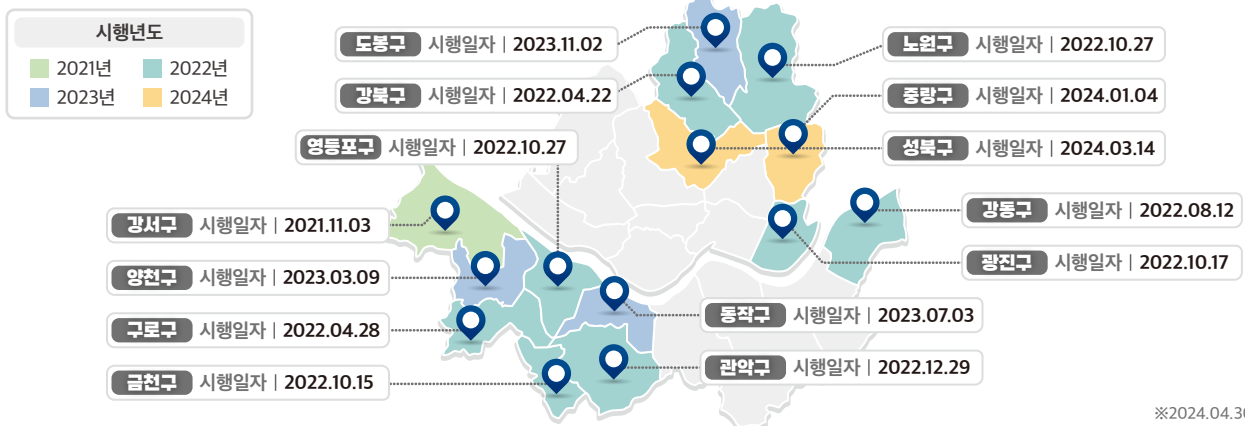 시행년도
2021년 2022년
2023년 2024년
도봉구 시행일자 | 2023.11.02
노원구 시행일자 | 2022.10.27
강북구 시행일자 | 2022.04.22
중랑구 시행일자 | 2024.01.04
영등포구 시행일자 | 2022.10.27
성북구 시행일자 | 2024.03.14
강서구 시행일자 | 2021.11.03
강동구 시행일자 | 2022.08.12
양천구 시행일자 | 2023.03.09
광진구 시행일자 | 2022.10.17
구로구 시행일자 | 2022.04.28
동작구 시행일자 | 2023.07.03
금천구 시행일자 | 2022.10.15
관악구 시행일자 | 2022.12.29
※2024.04.30